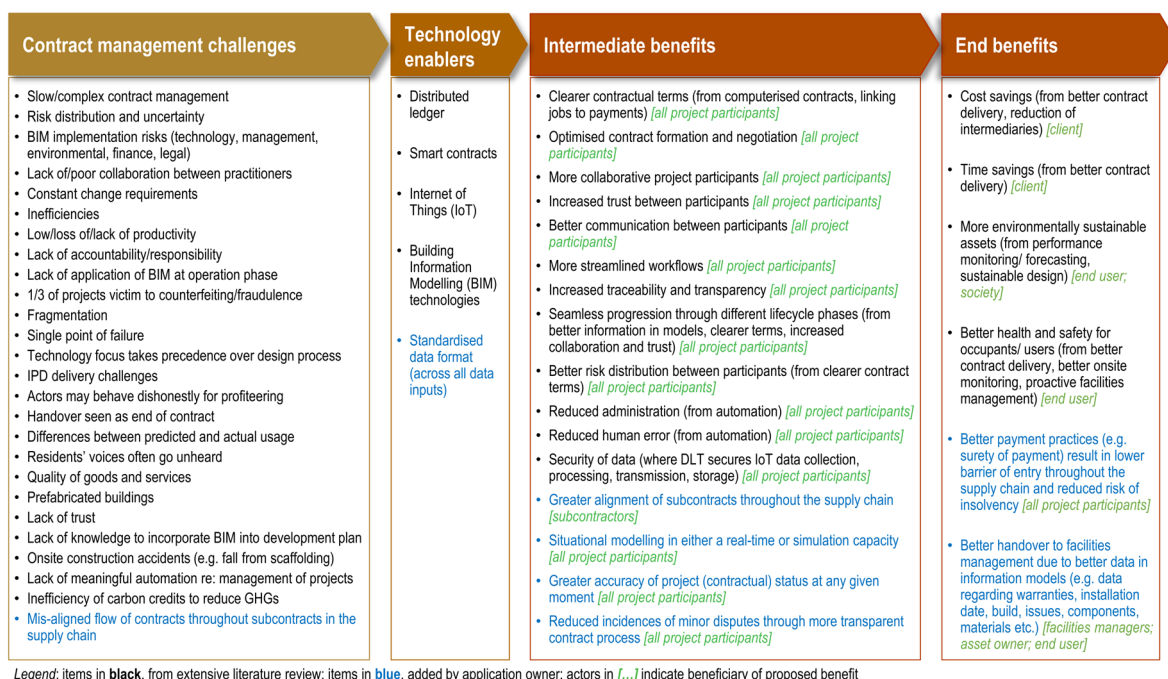 Contract management challenges
Technology
enablers
Intermediate benefits
End benefits
• Slow/complex contract management
• Risk distribution and uncertainty
• BIM implementation risks (technology, management,
environmental, finance, legal)
• Lack of/poor collaboration between practitioners
• Constant change requirements
• Inefficiencies
• Low/loss of/lack of productivity
• Lack of accountability/responsibility
• Lack of application of BIM at operation phase
• 1/3 of projects victim to counterfeiting/fraudulence
• Fragmentation
• Single point of failure
• Technology focus takes precedence over design process
• IPD delivery challenges
• Actors may behave dishonestly for profiteering
• Handover seen as end of contract
• Differences between predicted and actual usage
• Residents' voices often go unheard
• Quality of goods and services
• Prefabricated buildings
• Lack of trust
• Lack of knowledge to incorporate BIM into development plan
• Onsite construction accidents (e.g. fall from scaffolding)
• Lack of meaningful automation re: management of projects
• Inefficiency of carbon credits to reduce GHGs
• Mis-aligned flow of contracts throughout subcontracts in the
supply chain
• Distributed
ledger
• Smart contracts
• Internet of
Things (IoT)
• Building
Information
Modelling (BIM)
technologies
• Standardised
data format
(across all data
inputs)
• Clearer contractual terms (from computerised contracts, linking
jobs to payments) [all project participants]
• Optimised contract formation and negotiation [all project
participants]
• More collaborative project participants [all project participants]
• Increased trust between participants [all project participants]
• Better communication between participants [all project
participants]
• More streamlined workflows [all project participants]
• Increased traceability and transparency [all project participants]
• Seamless progression through different lifecycle phases (from
better information in models, clearer terms, increased
collaboration and trust) [all project participants]
• Better risk distribution between participants (from clearer contract
terms) [all project participants]
• Reduced administration (from automation) [all project participants]
• Reduced human error (from automation) [all project participants]
• Security of data (where DLT secures IoT data collection,
processing, transmission, storage) [all project participants]
• Greater alignment of subcontracts throughout the supply chain
[subcontractors]
• Situational modelling in either a real-time or simulation capacity
[all project participants]
• Greater accuracy of project (contractual) status at any given
moment [all project participants]
• Reduced incidences of minor disputes through more transparent
contract process [all project participants]
• Cost savings (from better contract
delivery, reduction of
intermediaries) [client]
• Time savings (from better contract
delivery) [client]
• More environmentally sustainable
assets (from performance
monitoring/ forecasting,
sustainable design) [end user;
society]
• Better health and safety for
occupants/ users (from better
contract delivery, better onsite
monitoring, proactive facilities
management) [end user]
• Better payment practices (e.g.
surety of payment) result in lower
barrier of entry throughout the
supply chain and reduced risk of
insolvency [all project participants]
• Better handover to facilities
management due to better data in
information models (e.g. data
regarding warranties, installation
date, build, issues, components,
materials etc.) [facilities managers;
asset owner; end user]
Legend: items in black, from extensive literature review; items in blue, added by application owner; actors in [...] indicate beneficiary of proposed benefit